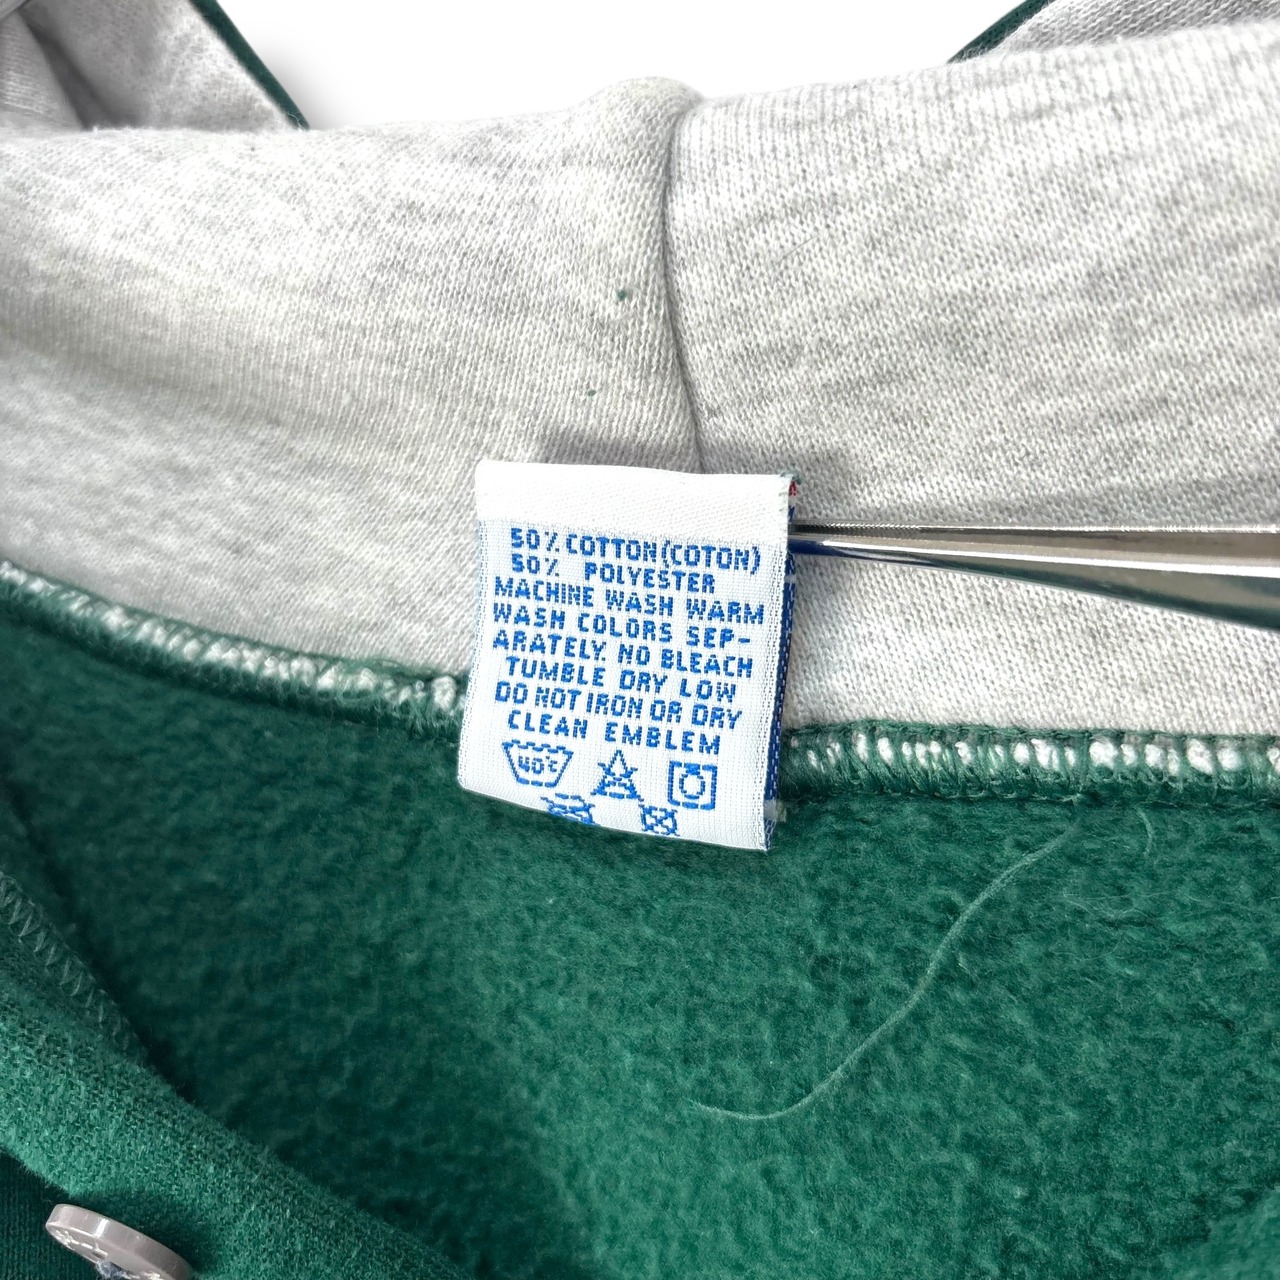 50% COTTON(COTON)
50% POLYESTER
MACHINE WASH WARM
WASH COLORS SEP-
ARATELY. NO BLEACH
TUMBLE DRY LOW
DO NOT IRON OR DRY
CLEAN EMBLEM
40°C